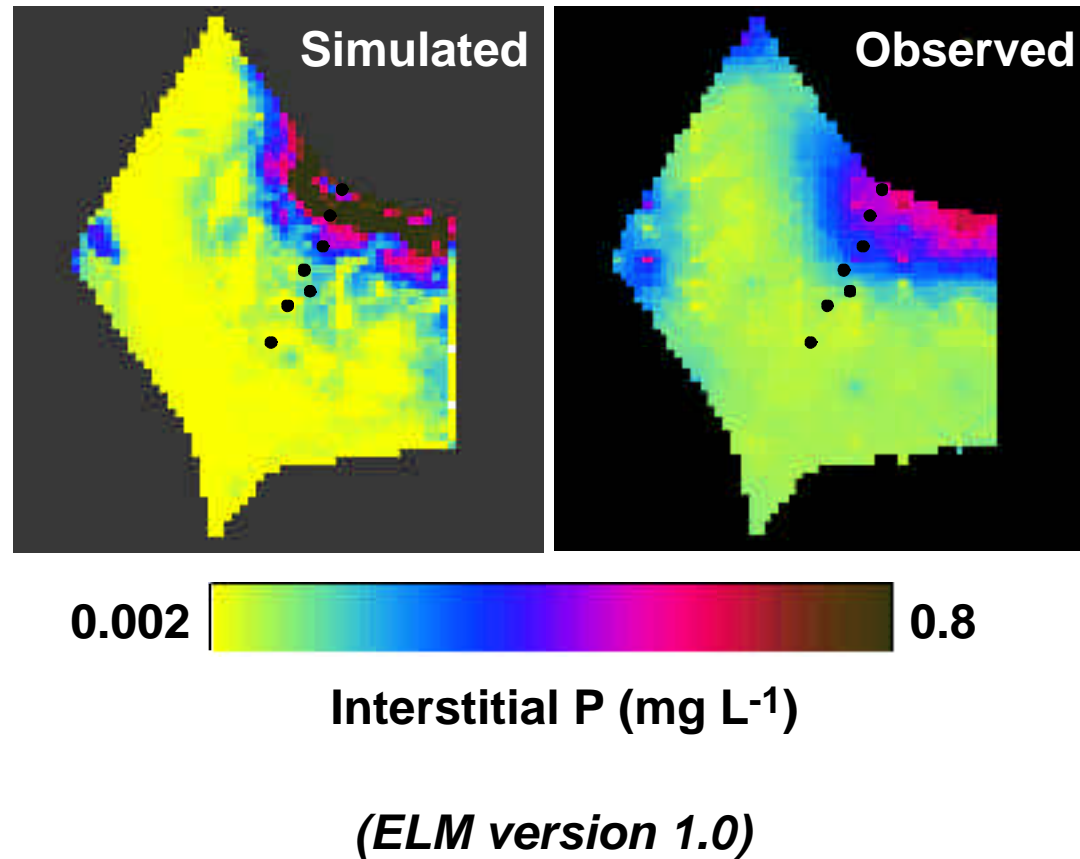 Simulated
Observed
0.002
0.8
Interstitial P (mg L-1)
(ELM version 1.0)